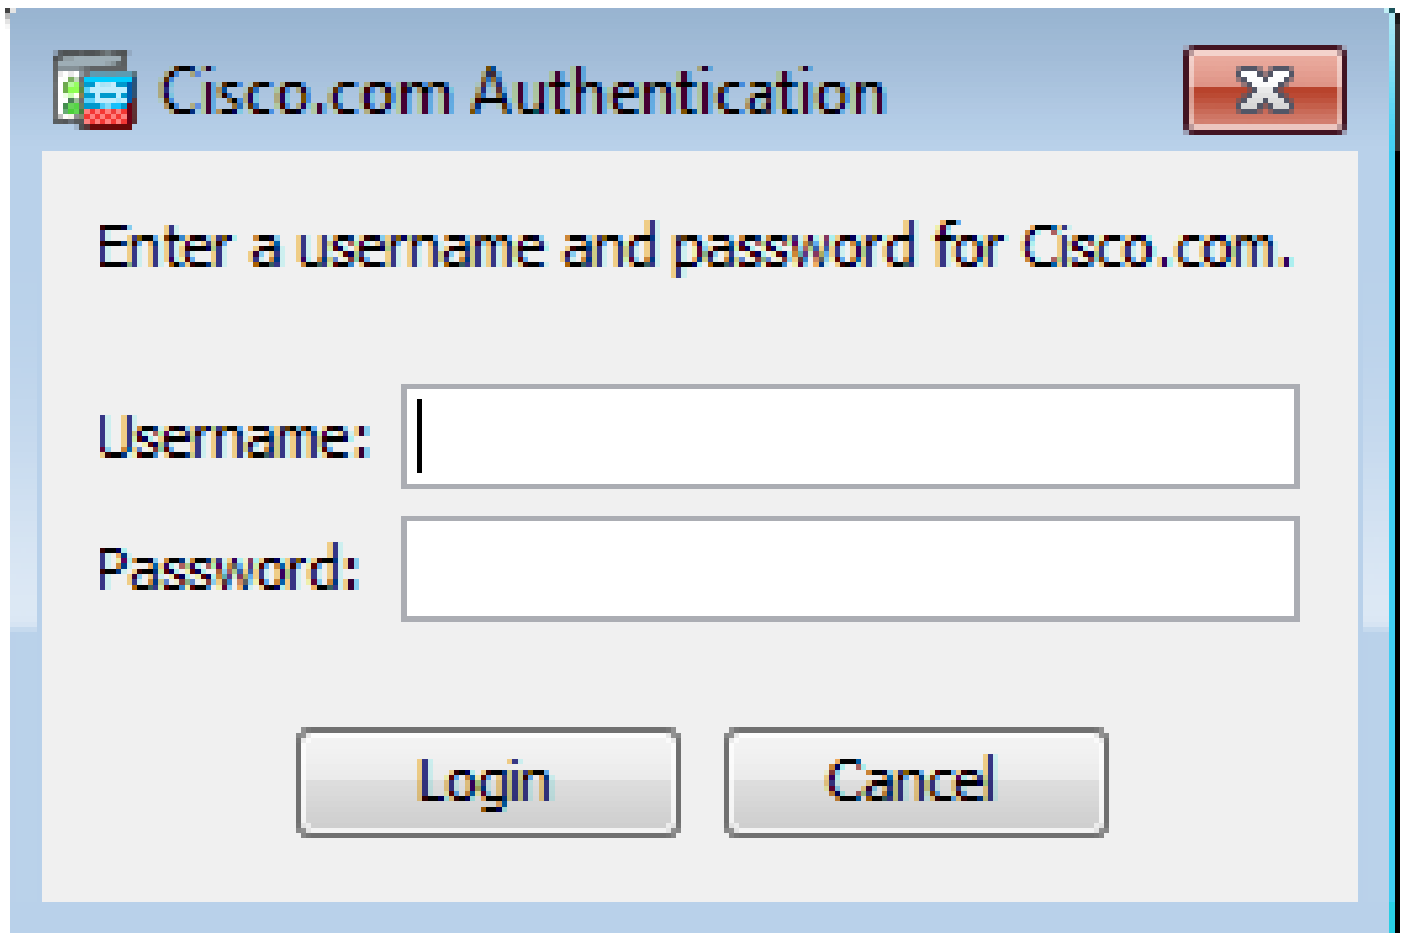 Cisco.com Authentication
Enter a username and password for Cisco.com.
Username:
Password:
Login Cancel